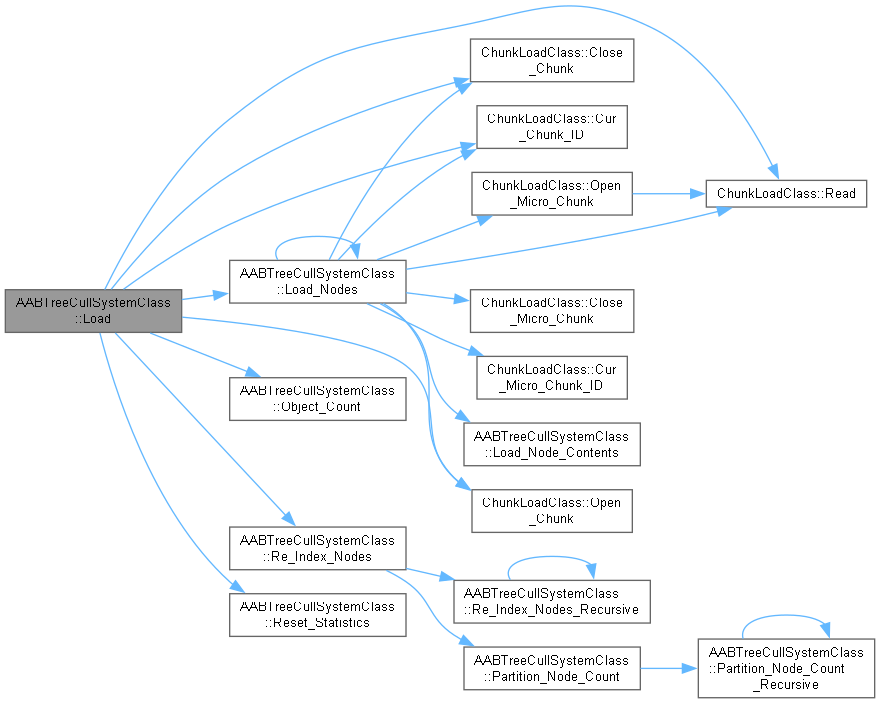 ChunkLoadClass::Close
_Chunk
ChunkLoadClass::Cur
_Chunk_ID
ChunkLoadClass::Open
_Micro_Chunk
ChunkLoadClass::Read
AABTreeCullSystemClass
::Load_Nodes
AABTreeCullSystemClass
::Load
ChunkLoadClass::Close
_Micro_Chunk
ChunkLoadClass::Cur
_Micro_Chunk_ID
AABTreeCullSystemClass
::Object_Count
AABTreeCullSystemClass
::Load_Node_Contents
ChunkLoadClass::Open
_Chunk
AABTreeCullSystemClass
::Re_Index_Nodes
AABTreeCullSystemClass
::Re_Index_Nodes_Recursive
AABTreeCullSystemClass
::Reset_Statistics
AABTreeCullSystemClass
::Partition_Node_Count
AABTreeCullSystemClass
::Partition_Node_Count
_Recursive